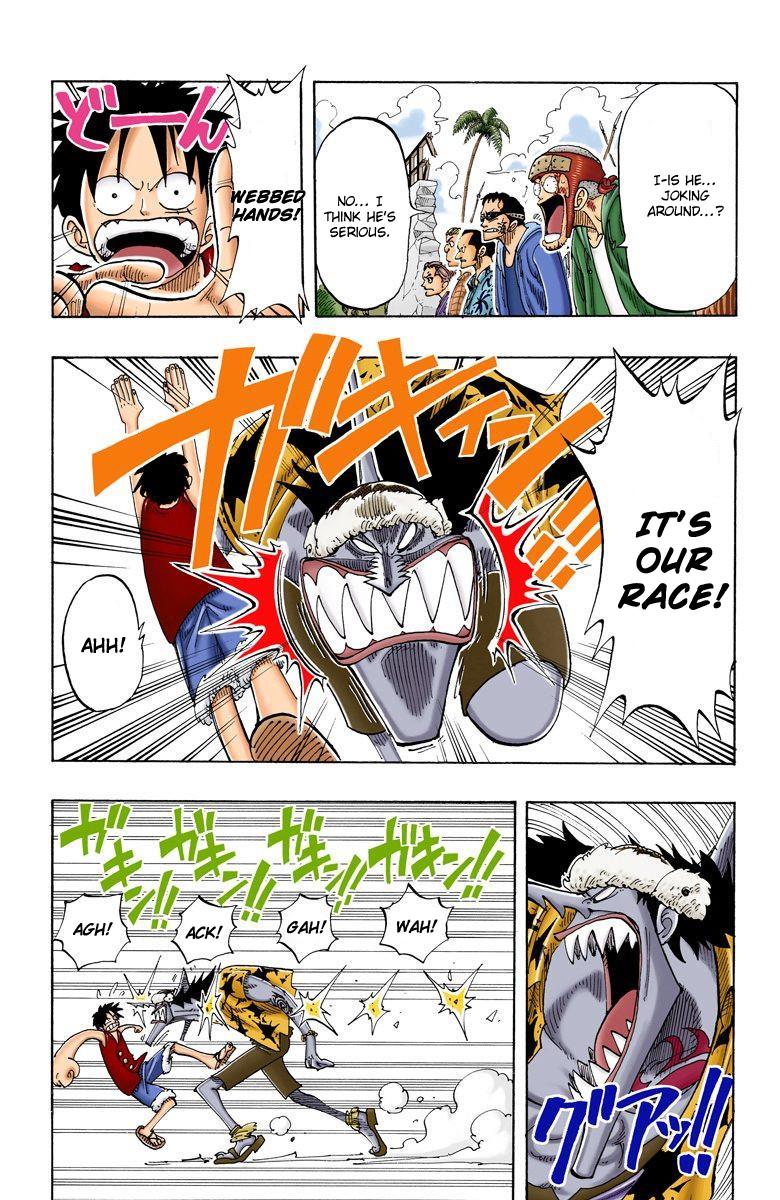 I-IS HE...
JOKING
AROUND...?
NO... I
THINK HE'S
SERIOUS.
WEBBED
HANDS!
どーん
IT'S
OUR
RACE!
ガキィン!!!
AHH!
グアッ!!
WAH!
GAH!
ACK!
AGH!
ガキン!!
ガキン!!
ガキン!!
ガキン!!